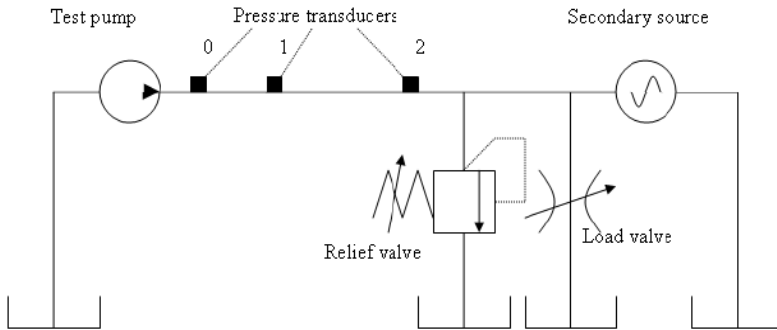 Test pump
Pressure transducers
Secondary source
0
1
2
Relief valve
Load valve